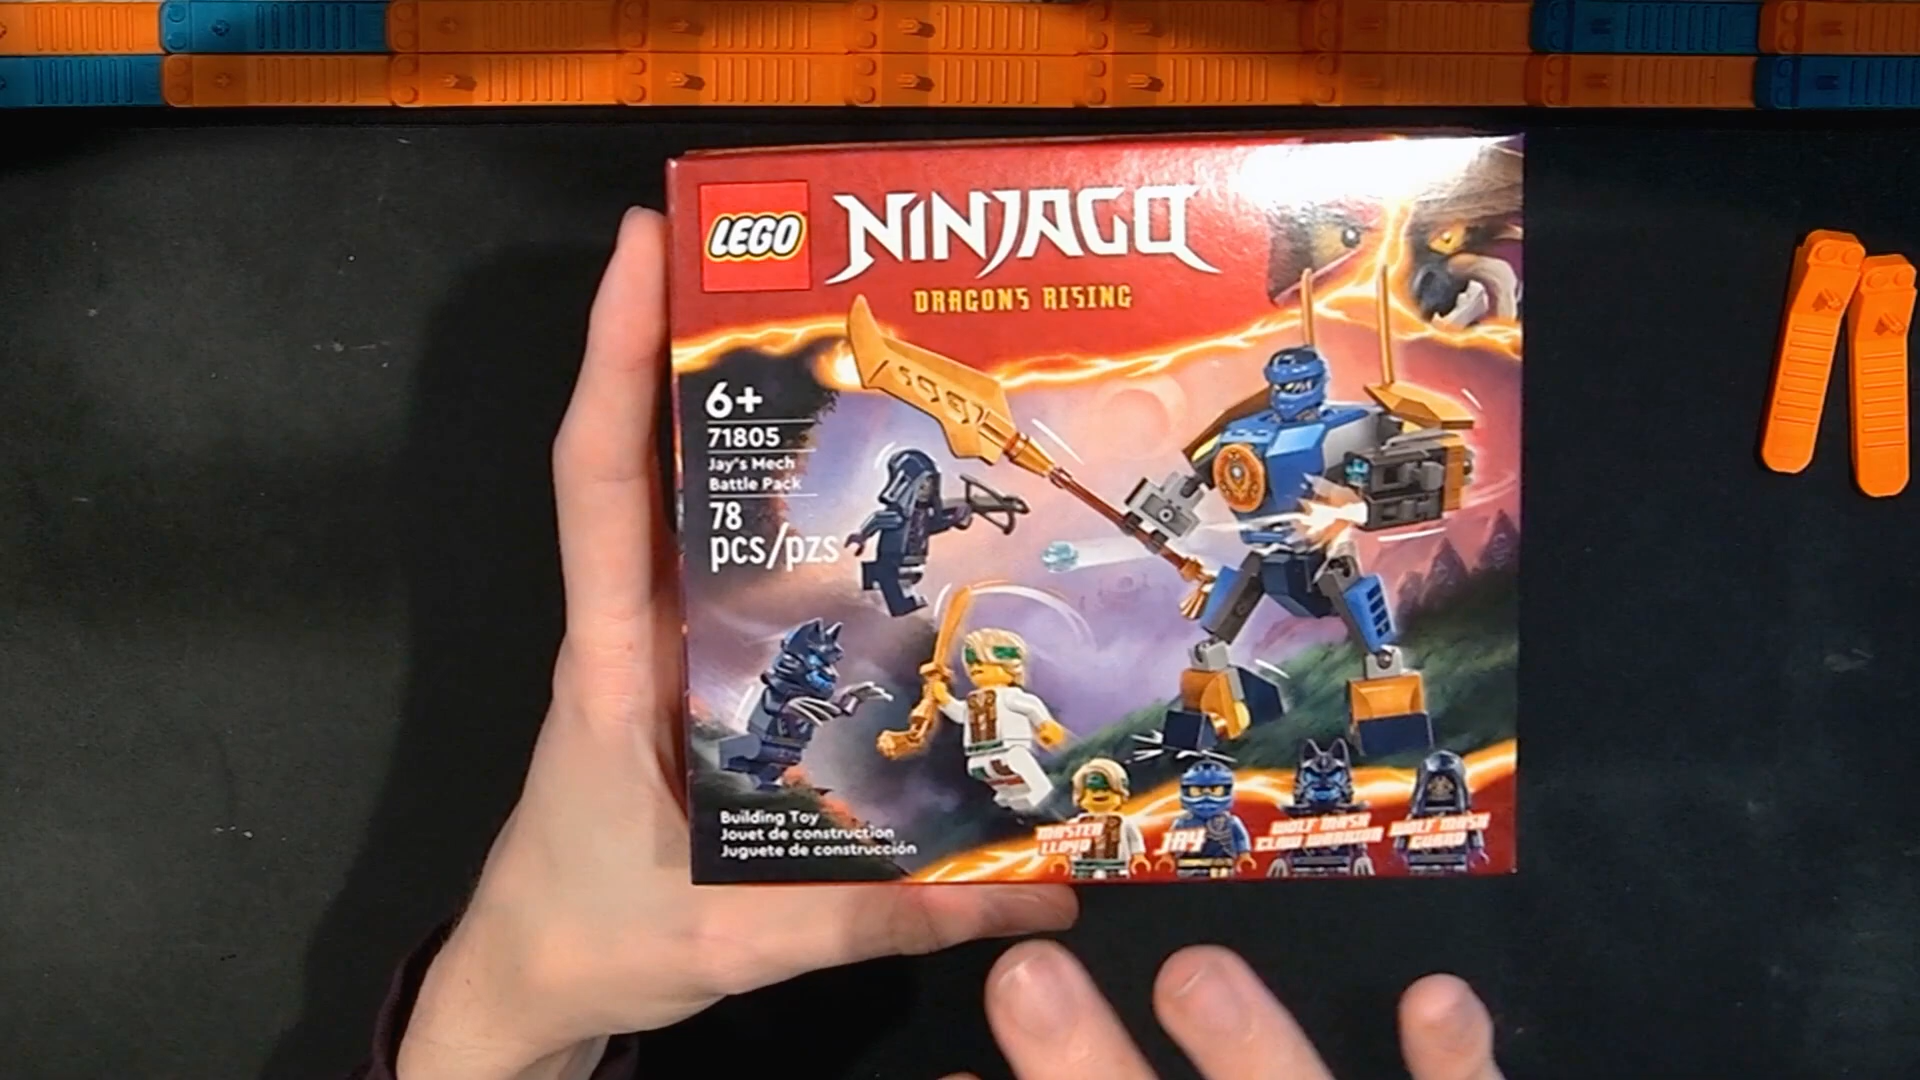 LEGO
NINJAGO
DRAGONS RISING
6+
71805
Jay's Mech
Battle Pack
78
pcs/pzs
Building Toy
Jouet de construction
Juguete de construcción
MASTER
LLOYD
JAY
WOLF MASK
CLAW WARRIOR
WOLF MASK
GUARD